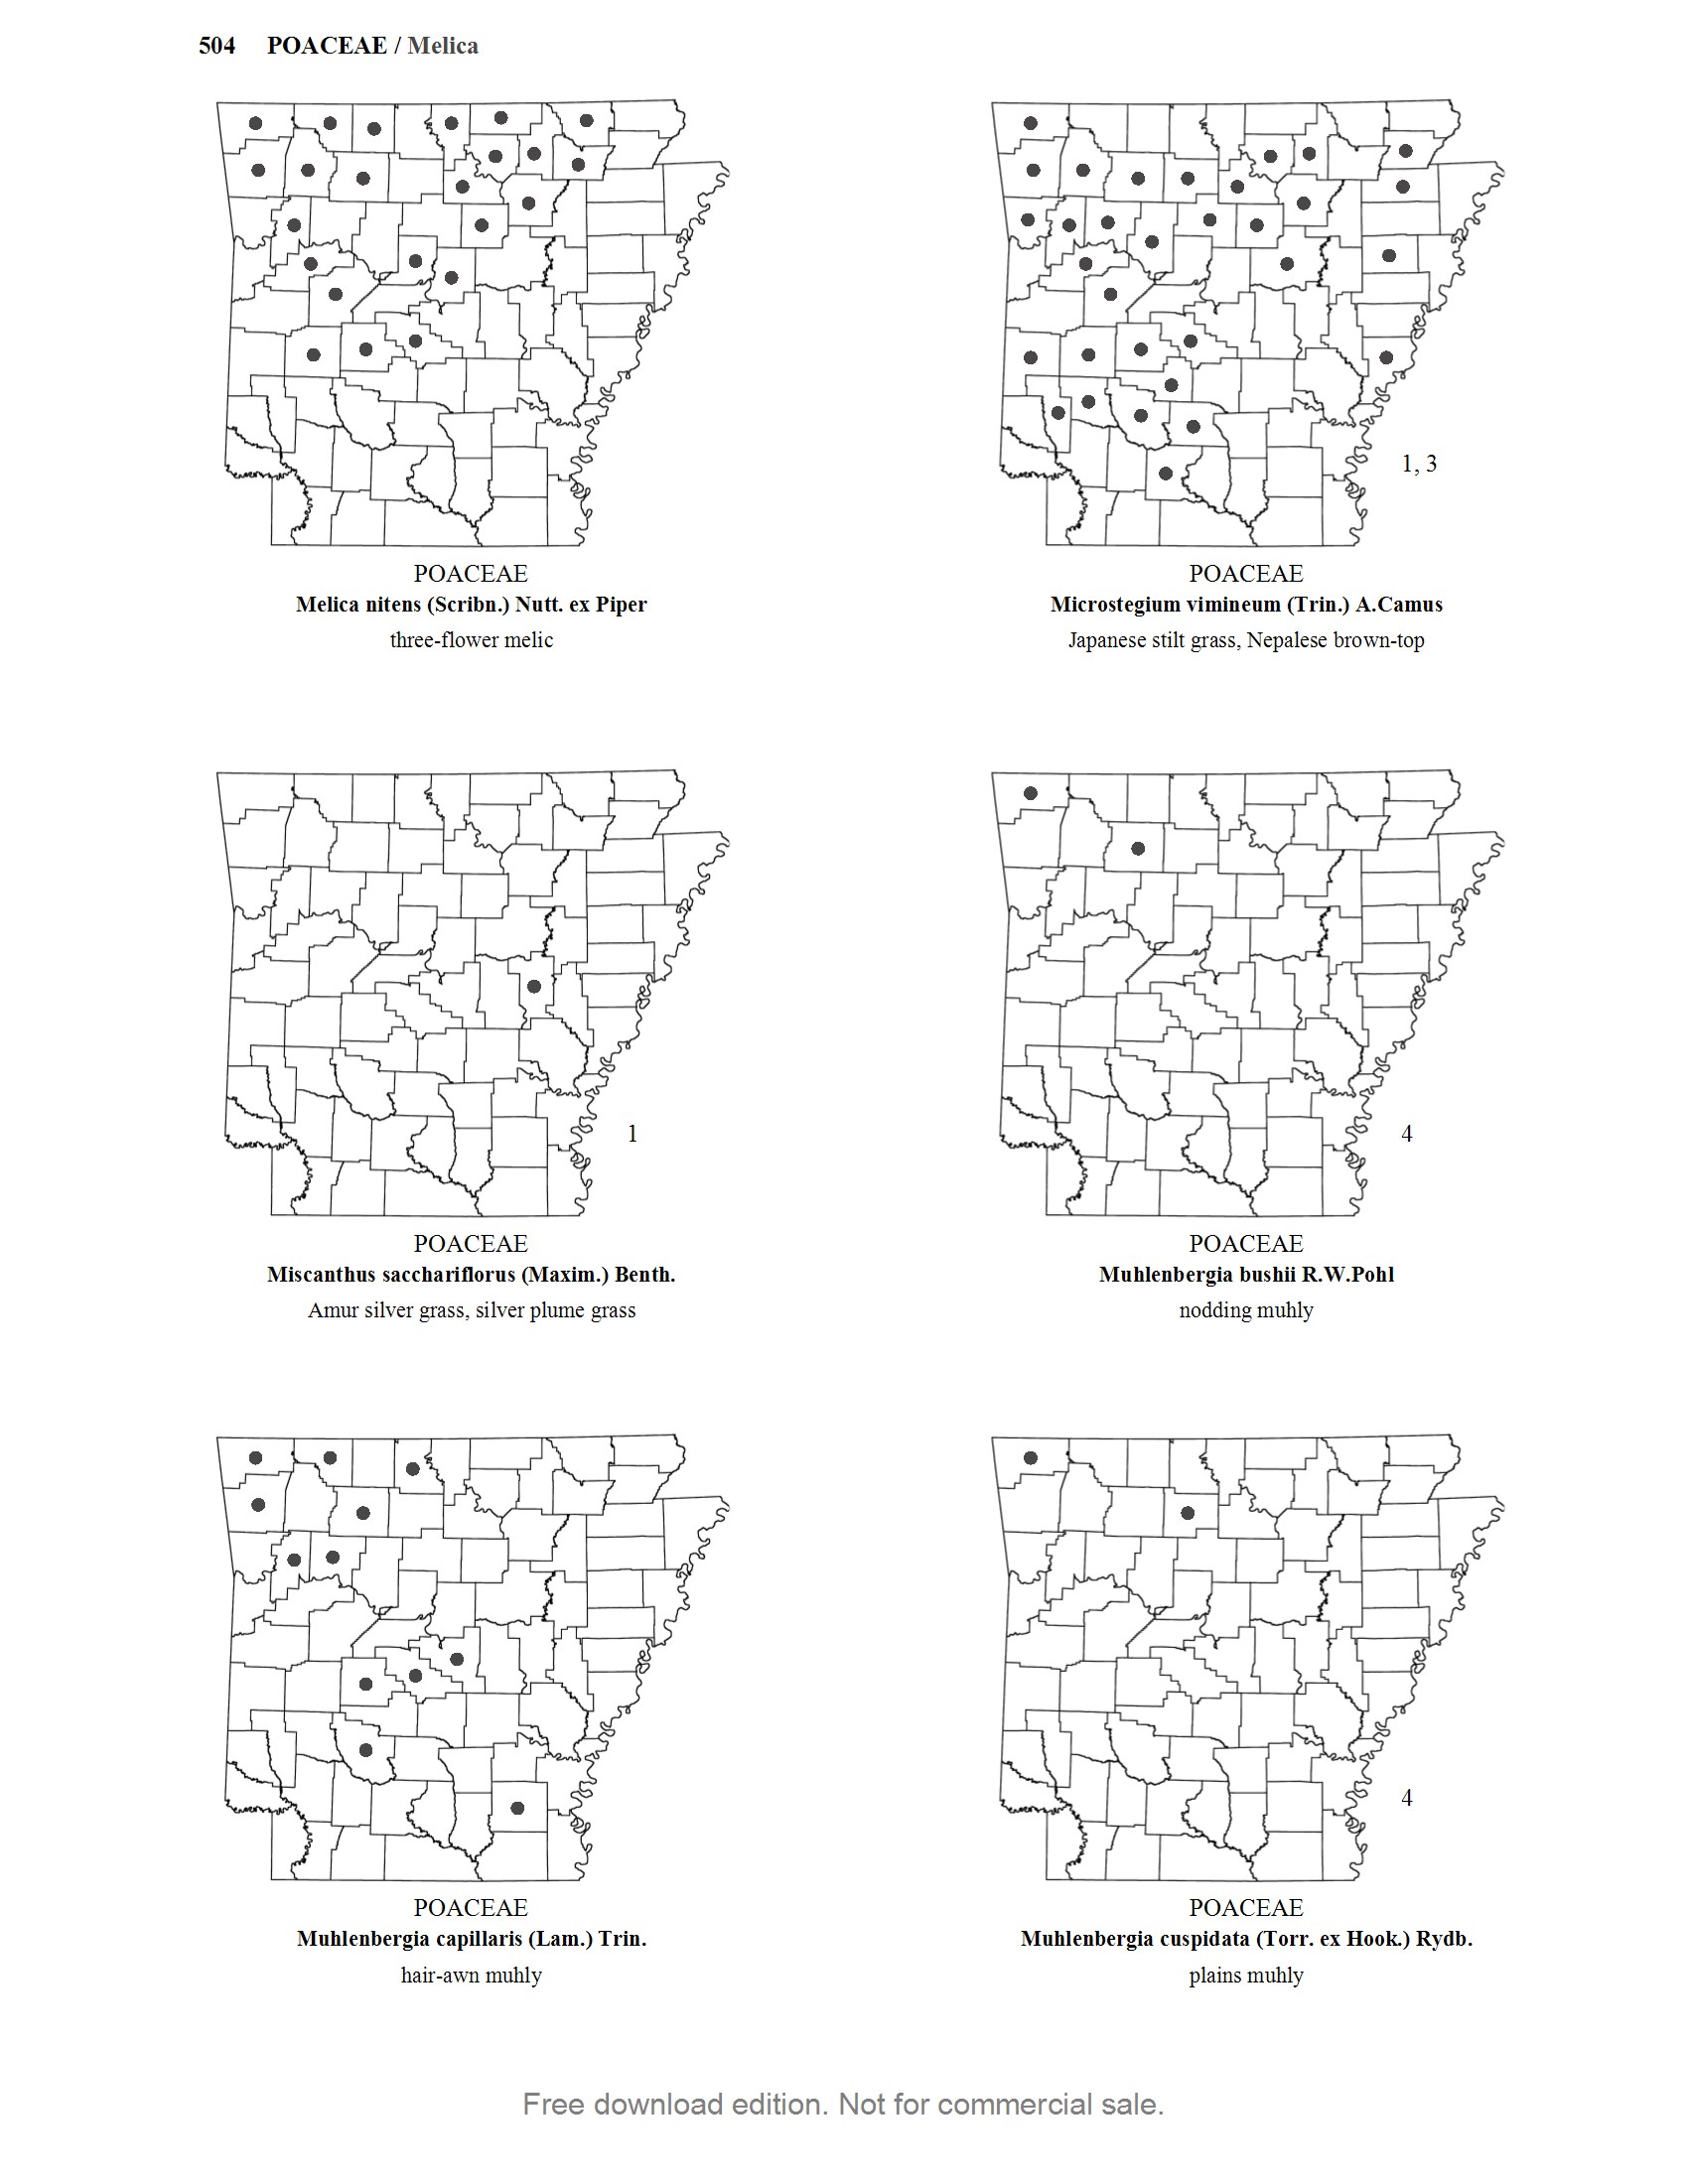 504 POACEAE / Melica
POACEAE
Melica nitens (Scribn.) Nutt. ex Piper
three-flower melic
1, 3
POACEAE
Microstegium vimineum (Trin.) A.Camus
Japanese stilt grass, Nepalese brown-top
1
POACEAE
Miscanthus sacchariflorus (Maxim.) Benth.
Amur silver grass, silver plume grass
4
POACEAE
Muhlenbergia bushii R.W.Pohl
nodding muhly
POACEAE
Muhlenbergia capillaris (Lam.) Trin.
hair-awn muhly
4
POACEAE
Muhlenbergia cuspidata (Torr. ex Hook.) Rydb.
plains muhly
Free download edition. Not for commercial sale.